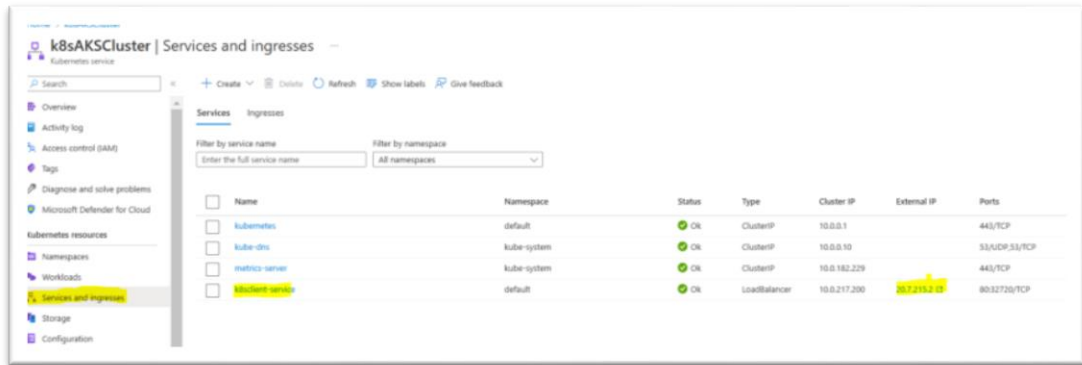 k8sAKSCluster | Services and ingresses
Kubernetes service
Search
Create Delete Refresh Show labels Give feedback
Overview
Activity log
Access control (IAM)
Tags
Diagnose and solve problems
Microsoft Defender for Cloud
Kubernetes resources
Namespaces
Workloads
Services and ingresses
Storage
Configuration
Services Ingresses
Filter by service name Filter by namespace
Enter the full service name All namespaces
Name Namespace Status Type Cluster IP External IP Ports
kubernetes default Ok ClusterIP 10.0.0.1 443/TCP
kube-dns kube-system Ok ClusterIP 10.0.0.10 53/UDP,53/TCP
metrics-server kube-system Ok ClusterIP 10.0.182.229 443/TCP
k8sclient-service default Ok LoadBalancer 10.0.217.200 20.7.215.2 80:32720/TCP